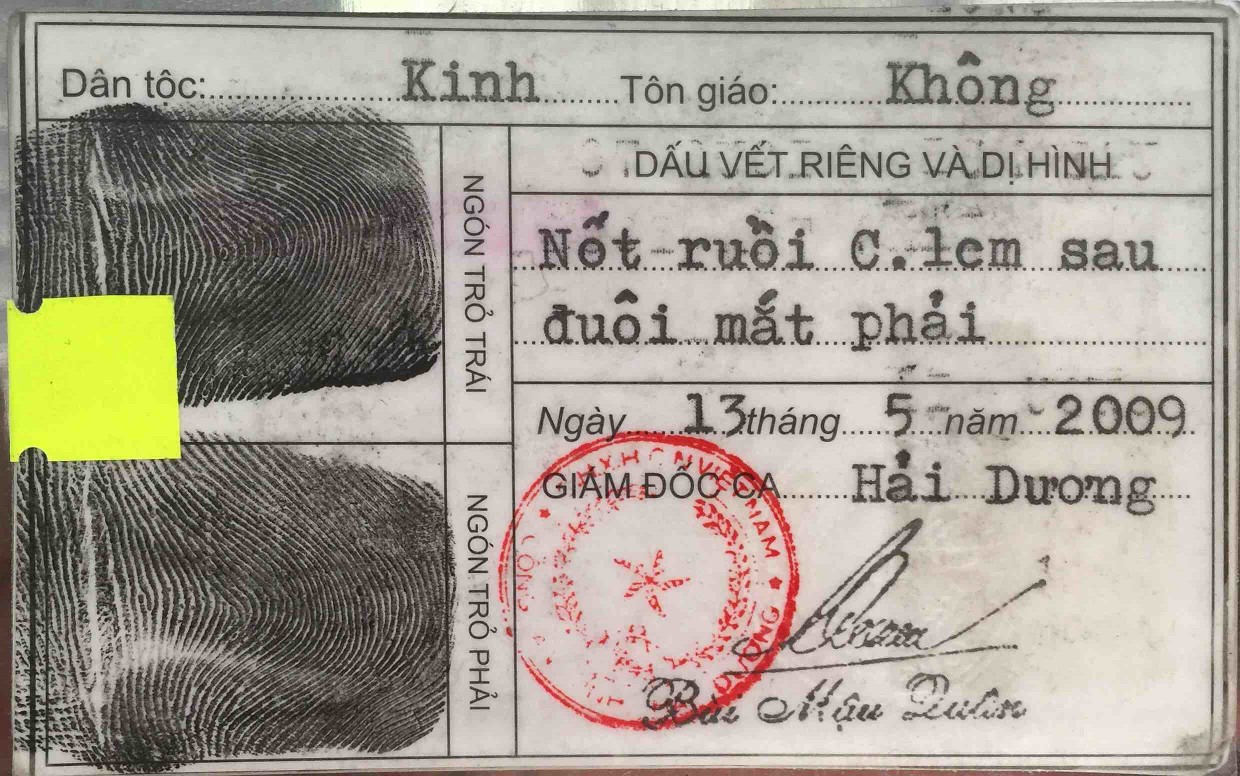 Dân tộc: Kinh Tôn giáo: Không
DẤU VẾT RIÊNG VÀ DỊ HÌNH
NGÓN TRỎ TRÁI
Nốt ruồi C.1cm sau
đuôi mắt phải
Ngày 13 tháng 5 năm 2009
GIÁM ĐỐC CA Hải Dương
NGÓN TRỎ PHẢI
Bùi Mậu Quân